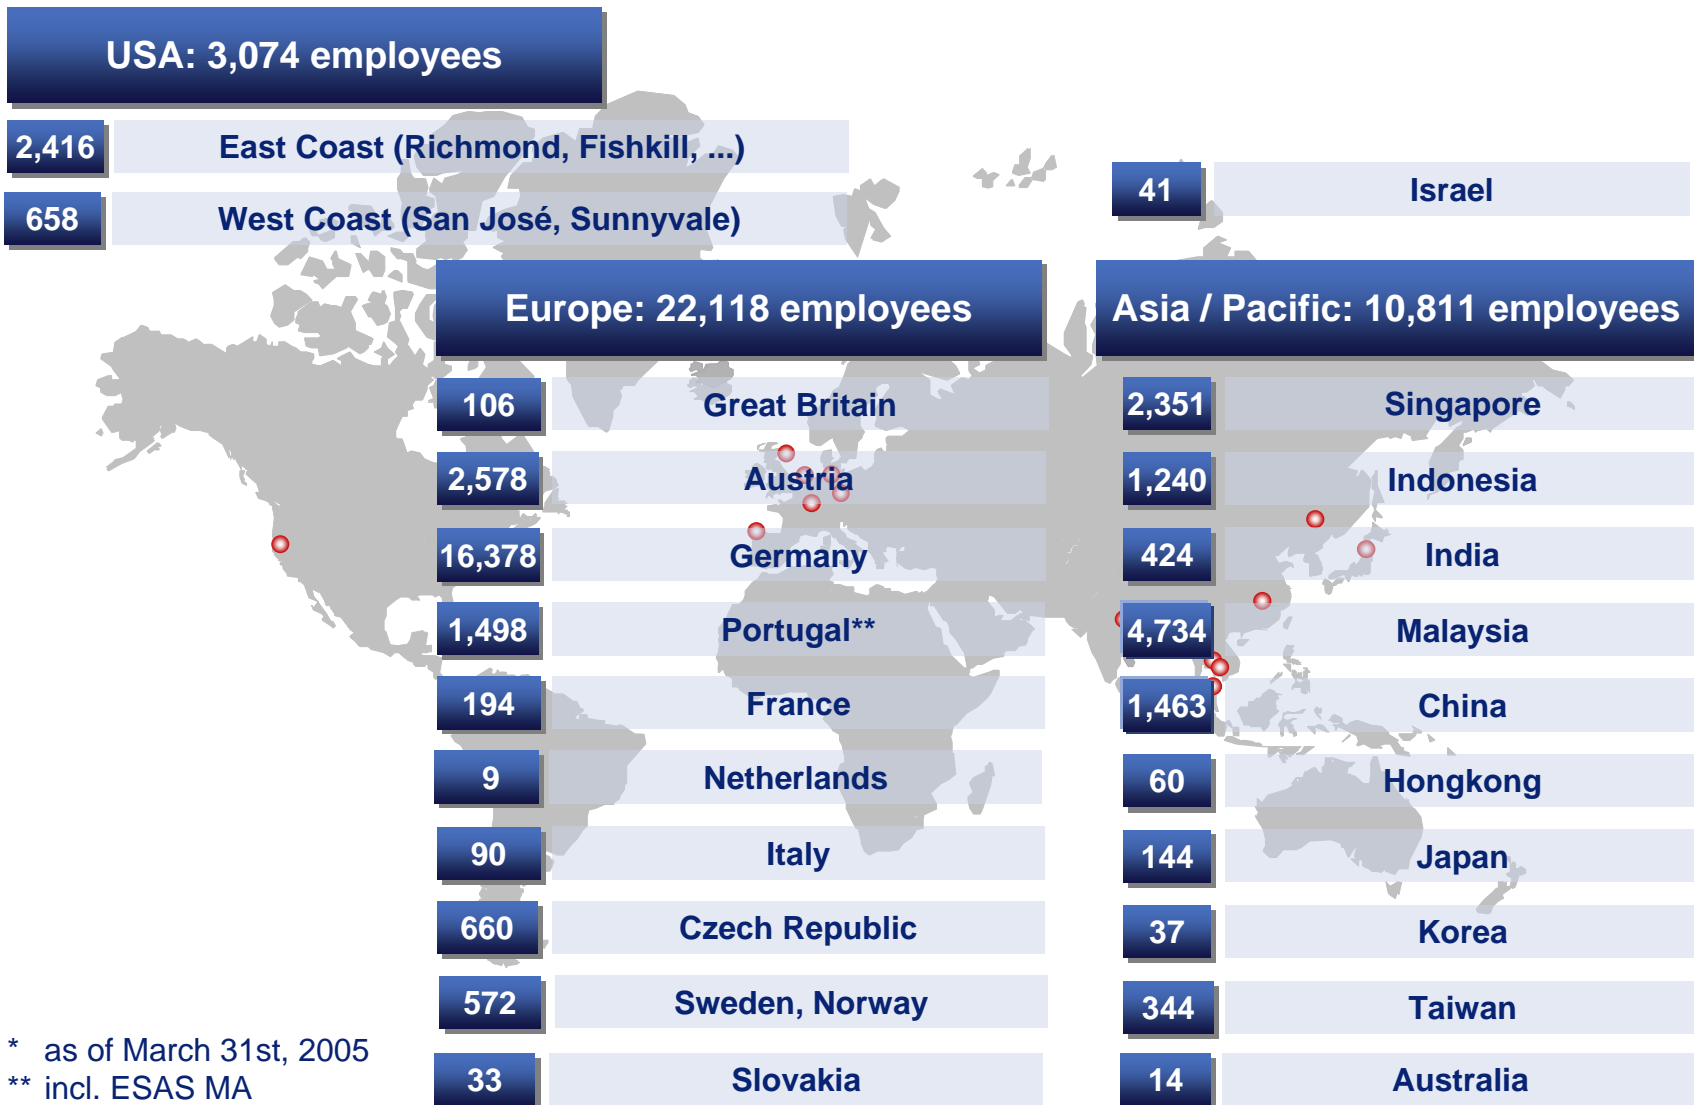 USA: 3,074 employees
2,416 East Coast (Richmond, Fishkill, ...)
658 West Coast (San José, Sunnyvale)
41 Israel
Europe: 22,118 employees
106 Great Britain
2,578 Austria
16,378 Germany
1,498 Portugal**
194 France
9 Netherlands
90 Italy
660 Czech Republic
572 Sweden, Norway
33 Slovakia
Asia / Pacific: 10,811 employees
2,351 Singapore
1,240 Indonesia
424 India
4,734 Malaysia
1,463 China
60 Hongkong
144 Japan
37 Korea
344 Taiwan
14 Australia
* as of March 31st, 2005
** incl. ESAS MA